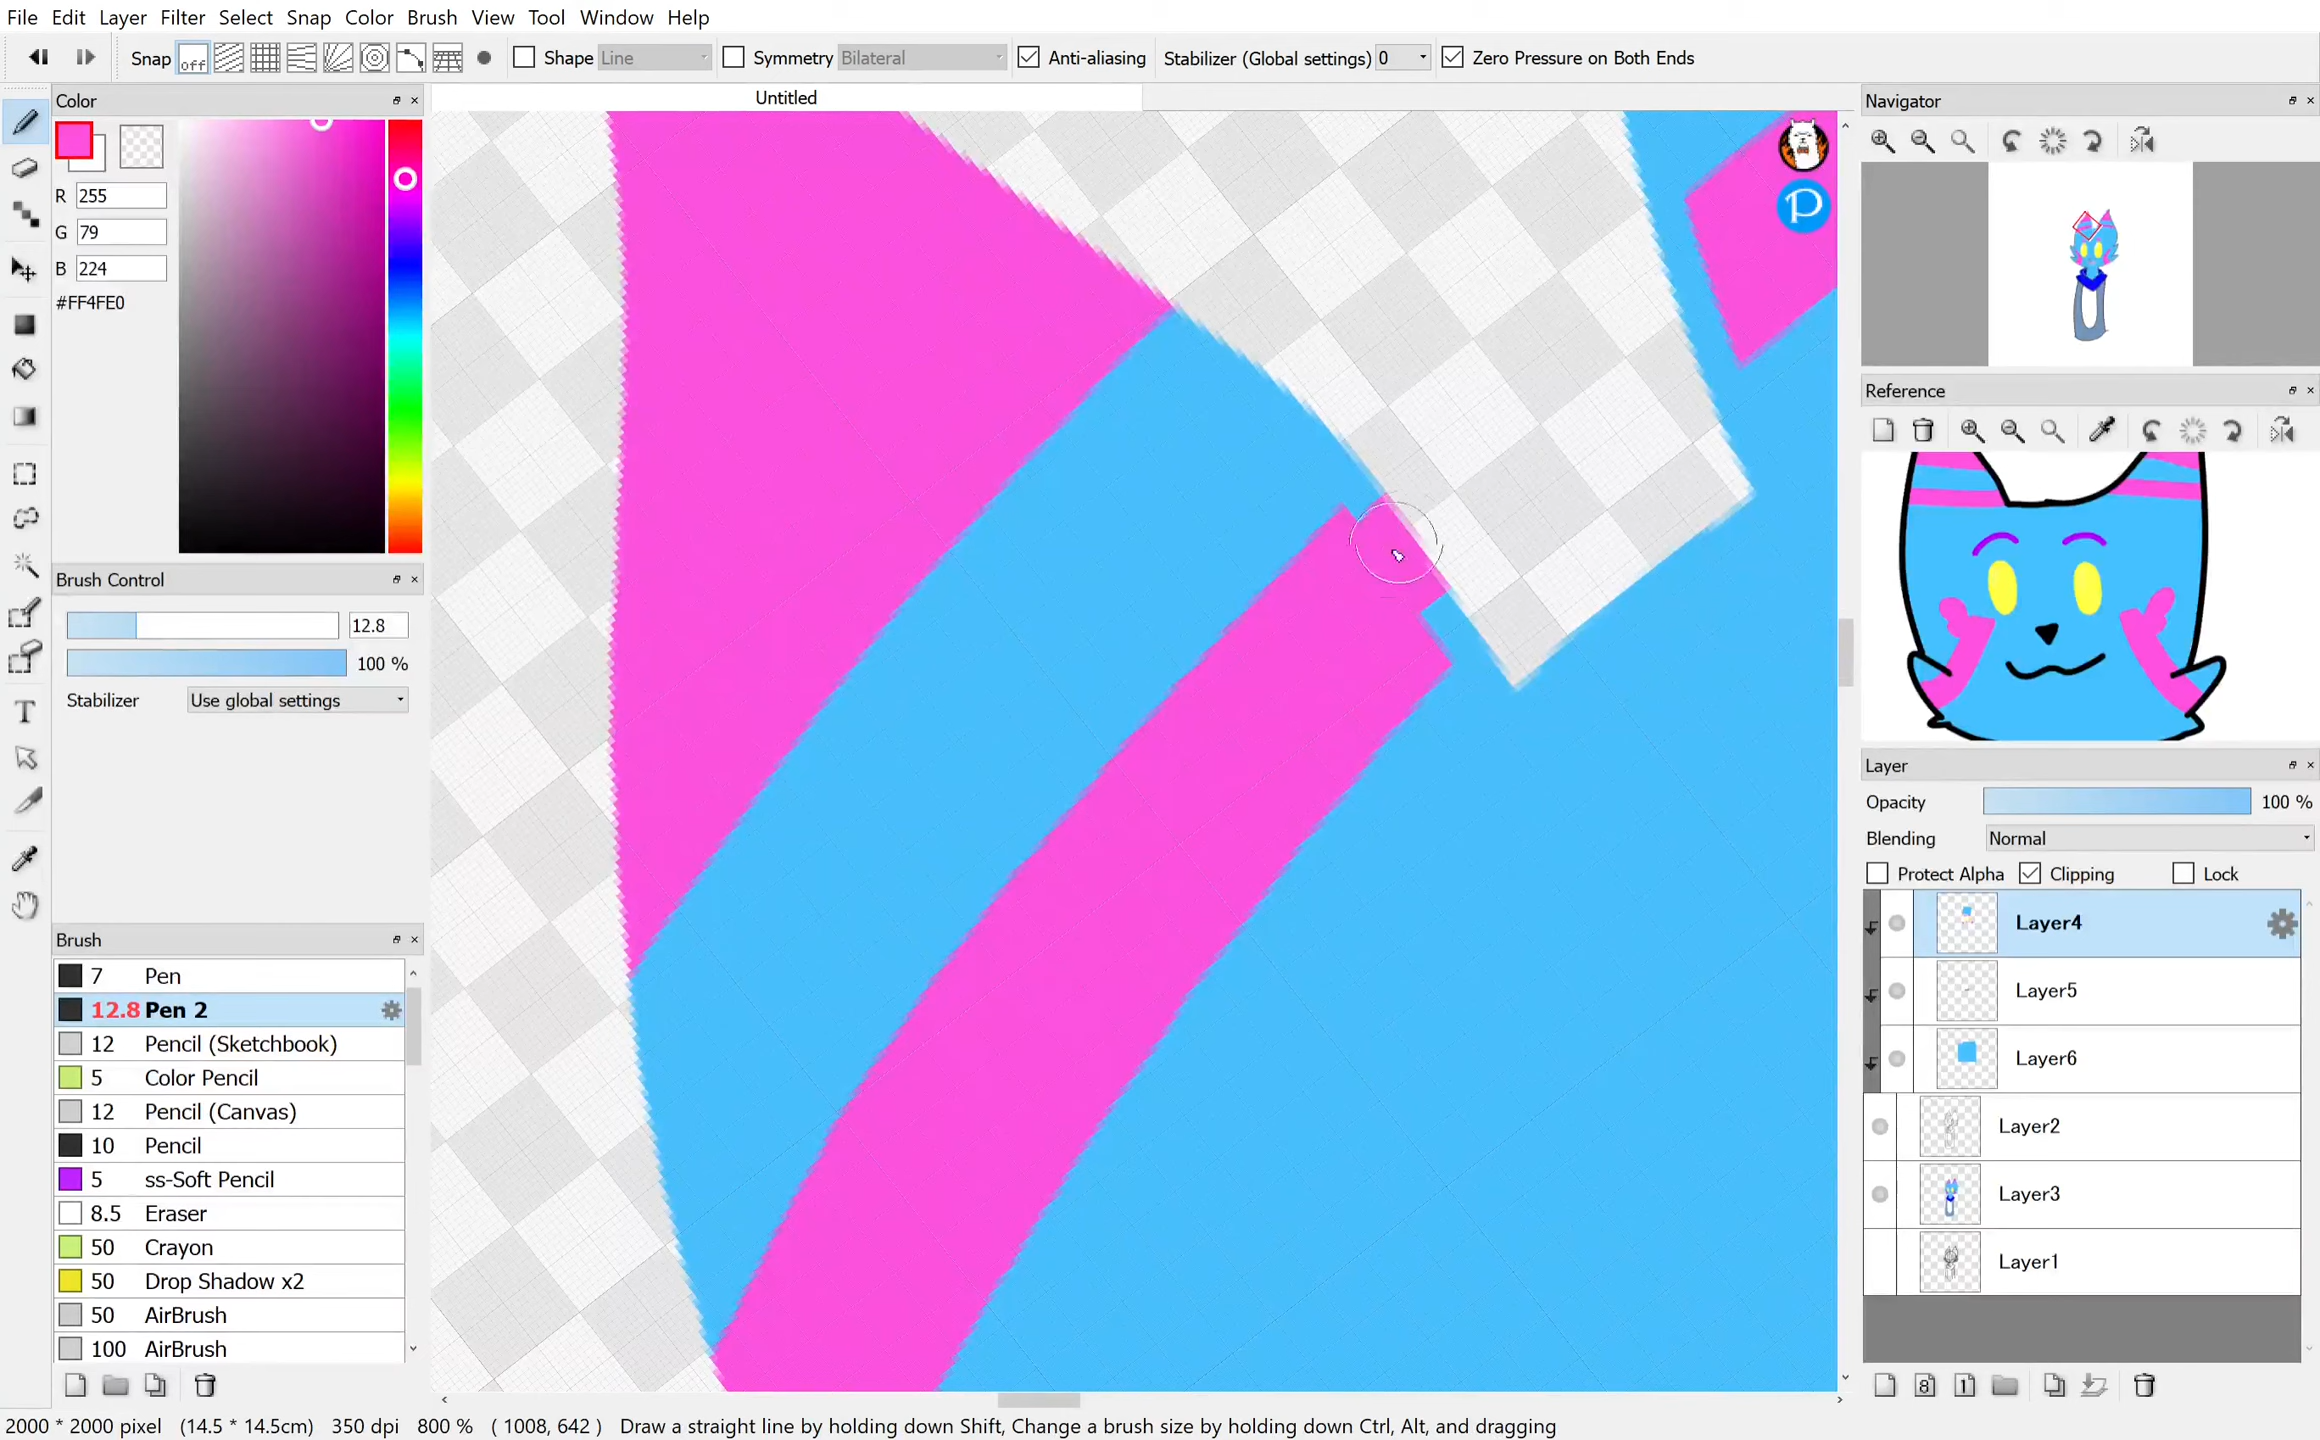 File Edit Layer Filter Select Snap Color Brush View Tool Window Help
Snap off Shape Line Symmetry Bilateral Anti-aliasing Stabilizer (Global settings) 0 Zero Pressure on Both Ends
Color
R 255
G 79
B 224
#FF4FE0
Brush Control
12.8
100 %
Stabilizer Use global settings
Brush
7 Pen
12.8 Pen 2
12 Pencil (Sketchbook)
5 Color Pencil
12 Pencil (Canvas)
10 Pencil
5 ss-Soft Pencil
8.5 Eraser
50 Crayon
50 Drop Shadow x2
50 AirBrush
100 AirBrush
Untitled
P
Navigator
Reference
Layer
Opacity 100 %
Blending Normal
Protect Alpha Clipping Lock
Layer4
Layer5
Layer6
Layer2
Layer3
Layer1
8 1
T
2000 * 2000 pixel (14.5 * 14.5cm) 350 dpi 800 % ( 1008, 642 ) Draw a straight line by holding down Shift, Change a brush size by holding down Ctrl, Alt, and dragging